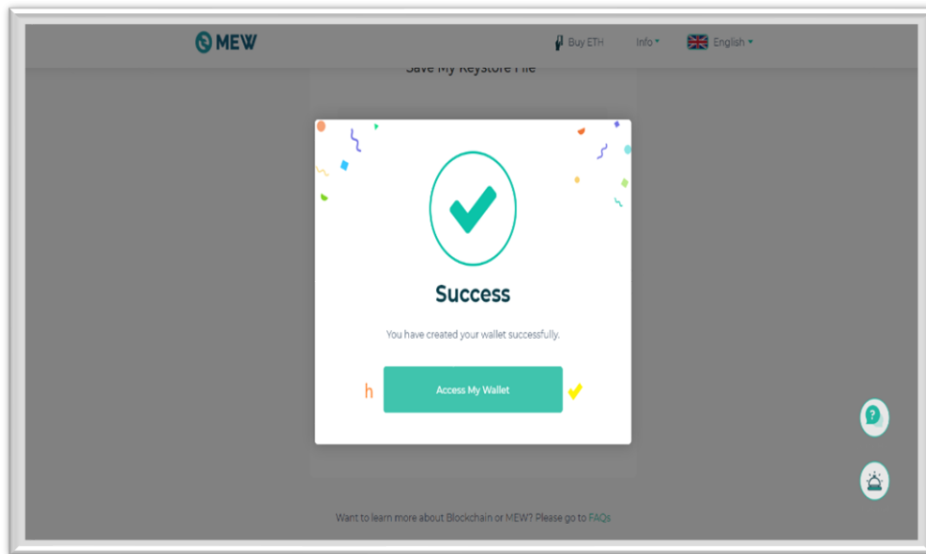 MEW Buy ETH Info English
Save My Keystore File
Success
You have created your wallet successfully.
h Access My Wallet
Want to learn more about Blockchain or MEW? Please go to FAQs
?